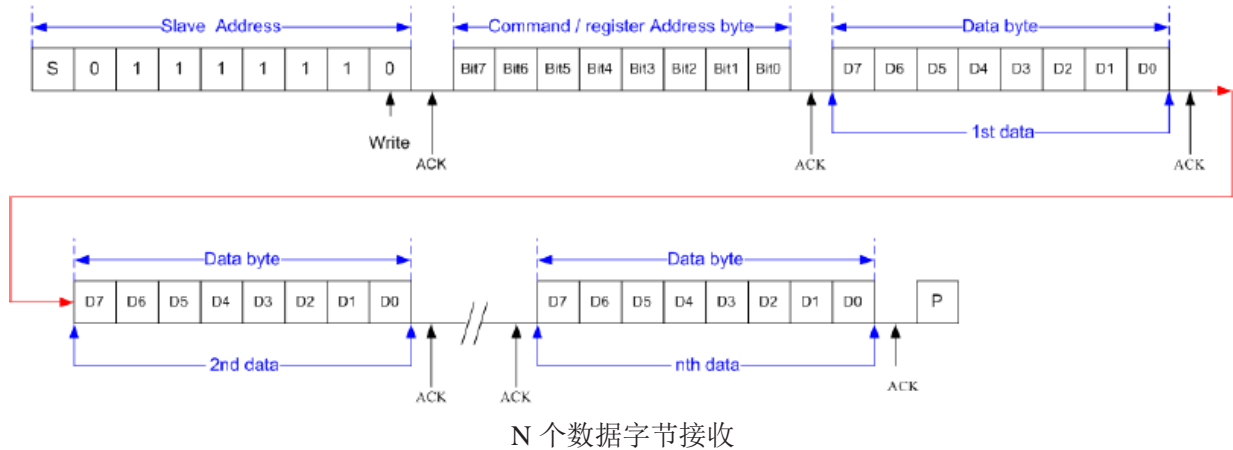 Slave Address Command / register Address byte Data byte
S 0 1 1 1 1 1 1 0 Bit7 Bit6 Bit5 Bit4 Bit3 Bit2 Bit1 Bit0 D7 D6 D5 D4 D3 D2 D1 D0
1st data
Write
ACK ACK ACK
Data byte Data byte
D7 D6 D5 D4 D3 D2 D1 D0 // D7 D6 D5 D4 D3 D2 D1 D0 P
2nd data nth data
ACK ACK ACK
N 个数据字节接收